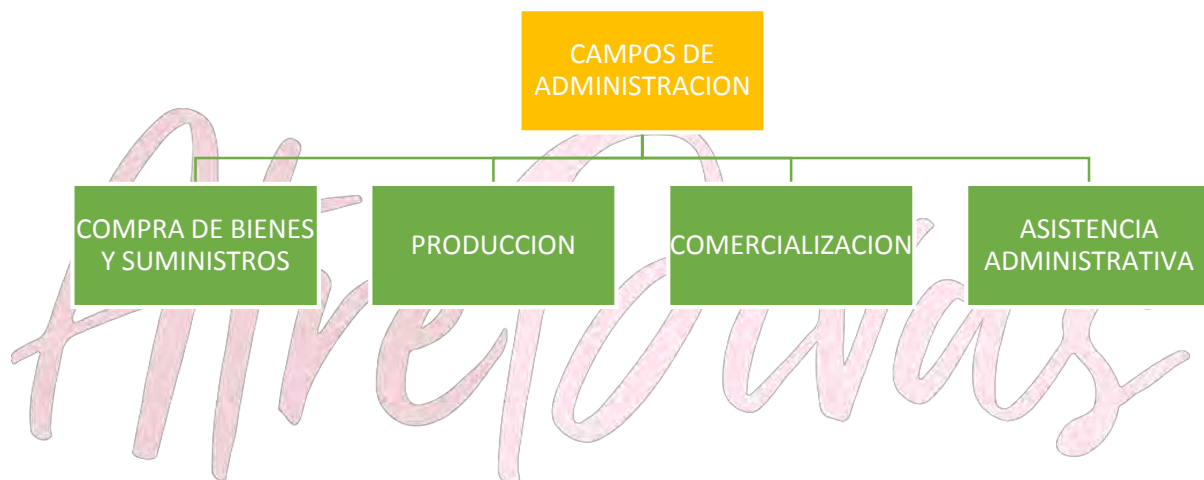 CAMPOS DE
ADMINISTRACION
COMPRA DE BIENES
Y SUMINISTROS
PRODUCCION
COMERCIALIZACION
ASISTENCIA
ADMINISTRATIVA